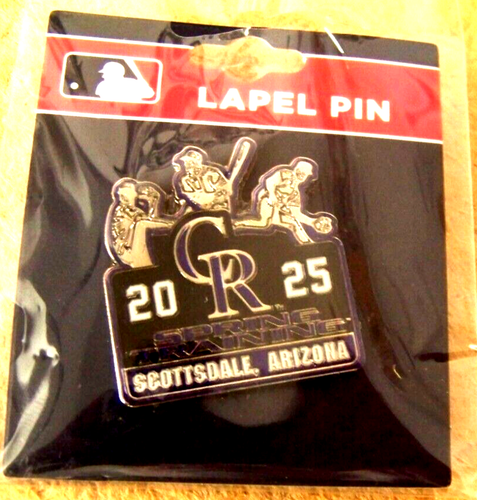 LAPEL PIN
20 CR 25
SPRING
TRAINING
SCOTTSDALE, ARIZONA